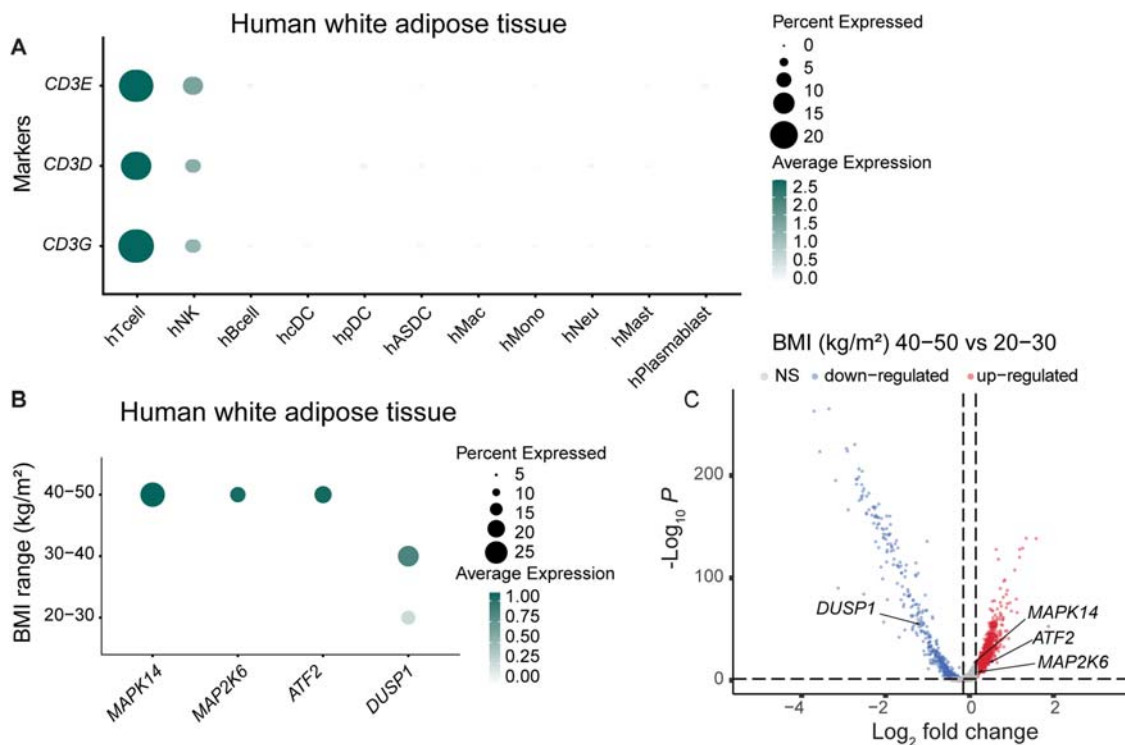 A
Human white adipose tissue
Markers
CD3E
CD3D
CD3G
hTcell
hNK
hBcell
hcDC
hpDC
hASDC
hMac
hMono
hNeu
hMast
hPlasmablast
Percent Expressed
0
5
10
15
20
Average Expression
2.5
2.0
1.5
1.0
0.5
0.0
B
Human white adipose tissue
BMI range (kg/m²)
40−50
30−40
20−30
MAPK14
MAP2K6
ATF2
DUSP1
Percent Expressed
5
10
15
20
25
Average Expression
1.00
0.75
0.50
0.25
0.00
BMI (kg/m²) 40−50 vs 20−30
NS down−regulated up−regulated
C
-Log10 P
200
100
0
DUSP1
MAPK14
ATF2
MAP2K6
−4
−2
0
2
Log2 fold change